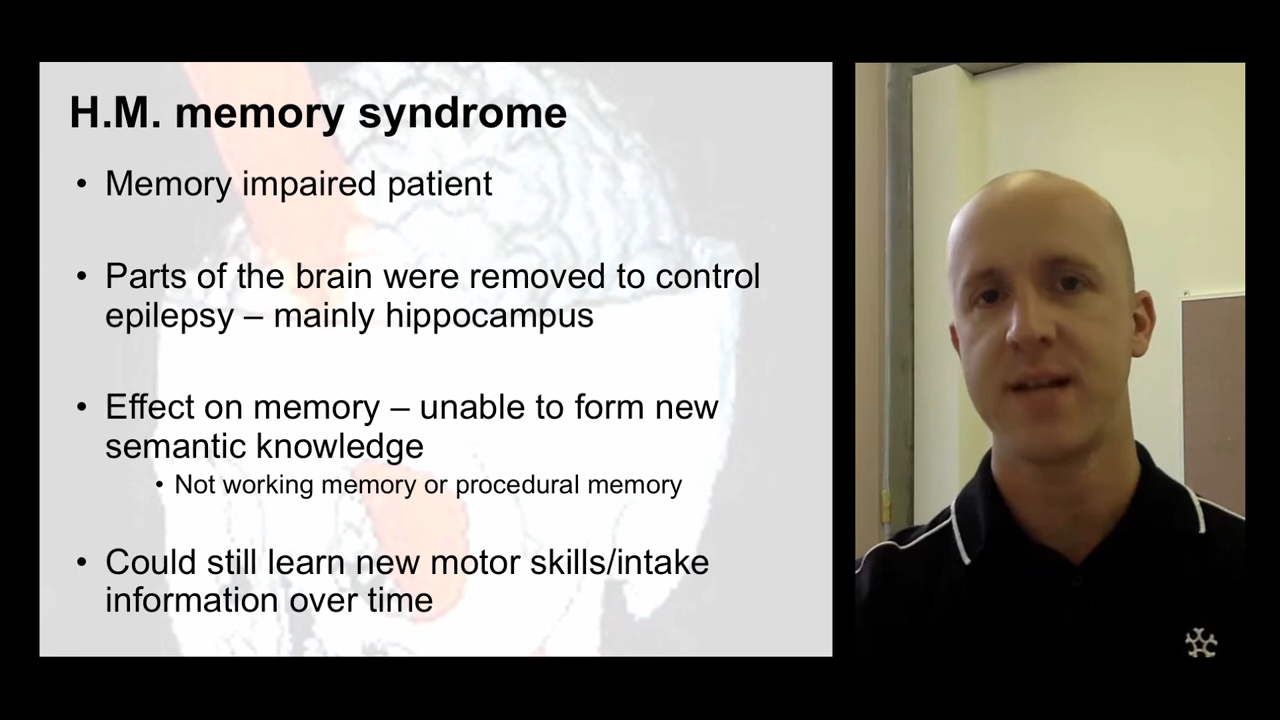 H.M. memory syndrome
• Memory impaired patient
• Parts of the brain were removed to control
epilepsy – mainly hippocampus
• Effect on memory – unable to form new
semantic knowledge
• Not working memory or procedural memory
• Could still learn new motor skills/intake
information over time